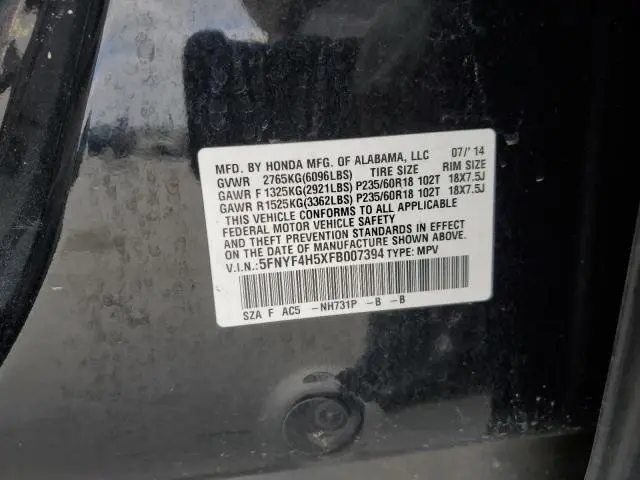 MFD. BY HONDA MFG. OF ALABAMA, LLC 07/'14
GVWR 2765KG(6096LBS) TIRE SIZE RIM SIZE
GAWR F 1325KG(2921LBS) P235/60R18 102T 18X7.5J
GAWR R 1525KG(3362LBS) P235/60R18 102T 18X7.5J
THIS VEHICLE CONFORMS TO ALL APPLICABLE
FEDERAL MOTOR VEHICLE SAFETY
AND THEFT PREVENTION STANDARDS IN EFFECT ON
THE DATE OF MANUFACTURE SHOWN ABOVE.
V.I.N.: 5FNYF4H5XFB007394 TYPE: MPV
SZA F AC5 -NH731P -B -B